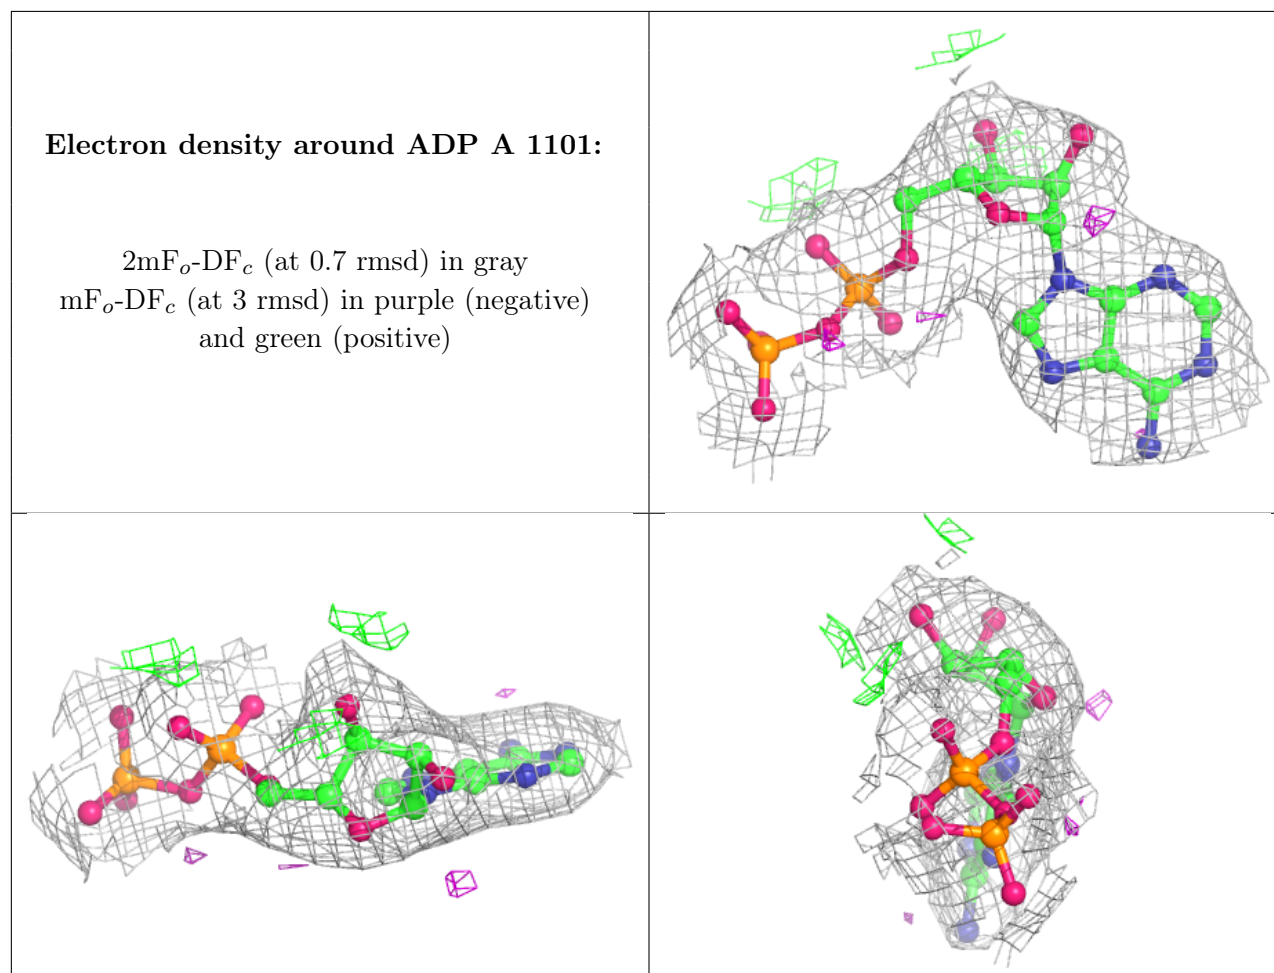 Electron density around ADP A 1101:
2mFo-DFc (at 0.7 rmsd) in gray
mFo-DFc (at 3 rmsd) in purple (negative)
and green (positive)